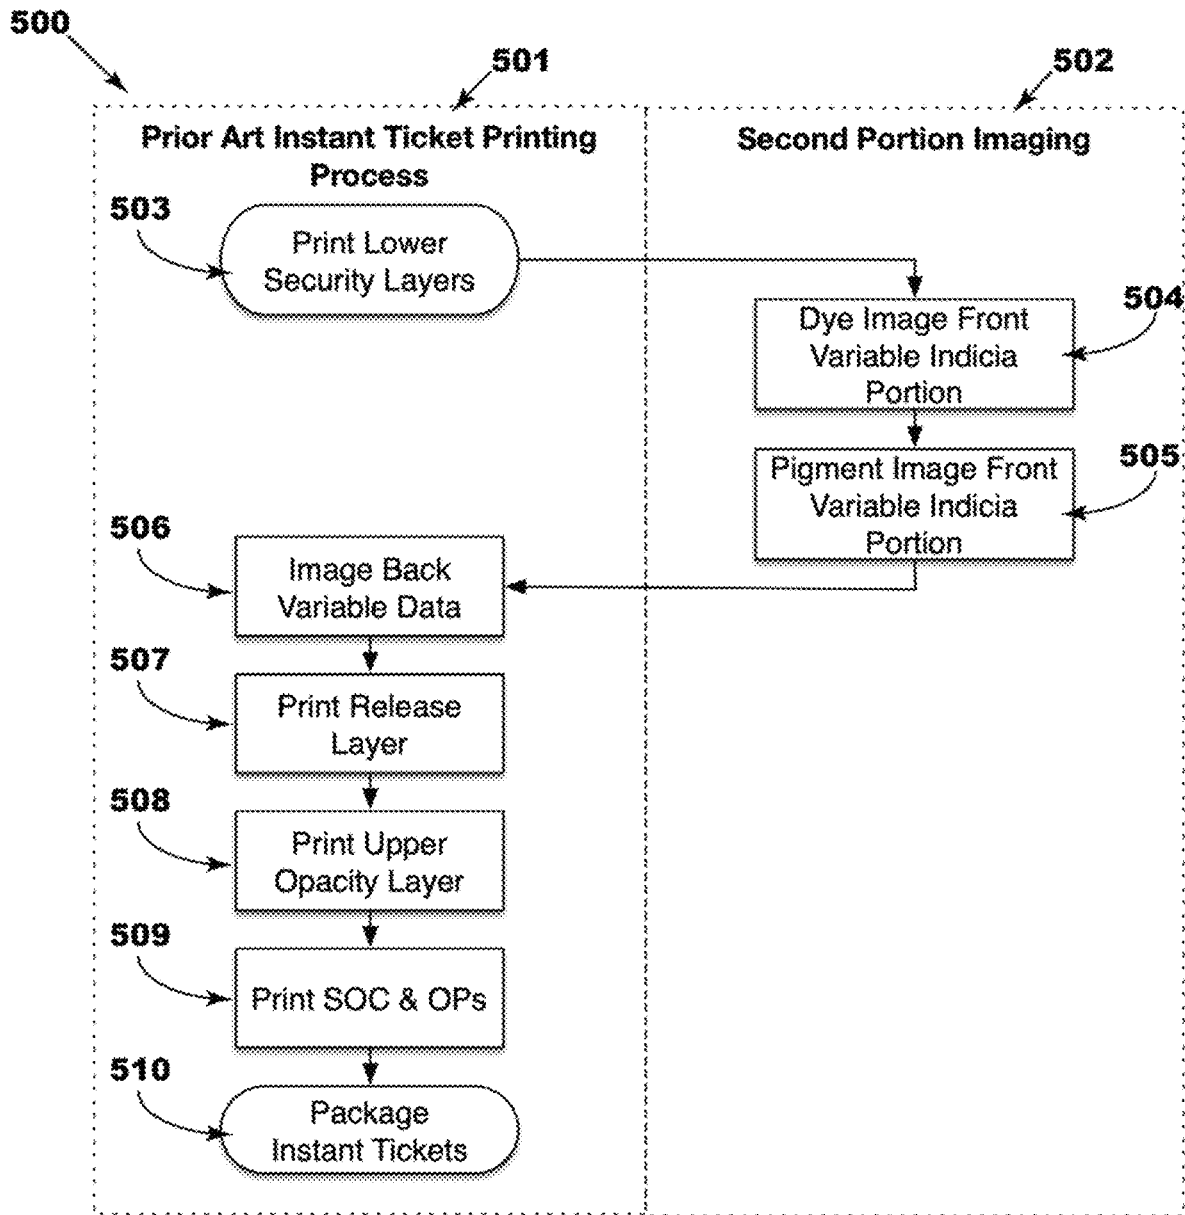 500
501
502
Prior Art Instant Ticket Printing
Process
Second Portion Imaging
503
Print Lower
Security Layers
504
Dye Image Front
Variable Indicia
Portion
505
Pigment Image Front
Variable Indicia
Portion
506
Image Back
Variable Data
507
Print Release
Layer
508
Print Upper
Opacity Layer
509
Print SOC & OPs
510
Package
Instant Tickets